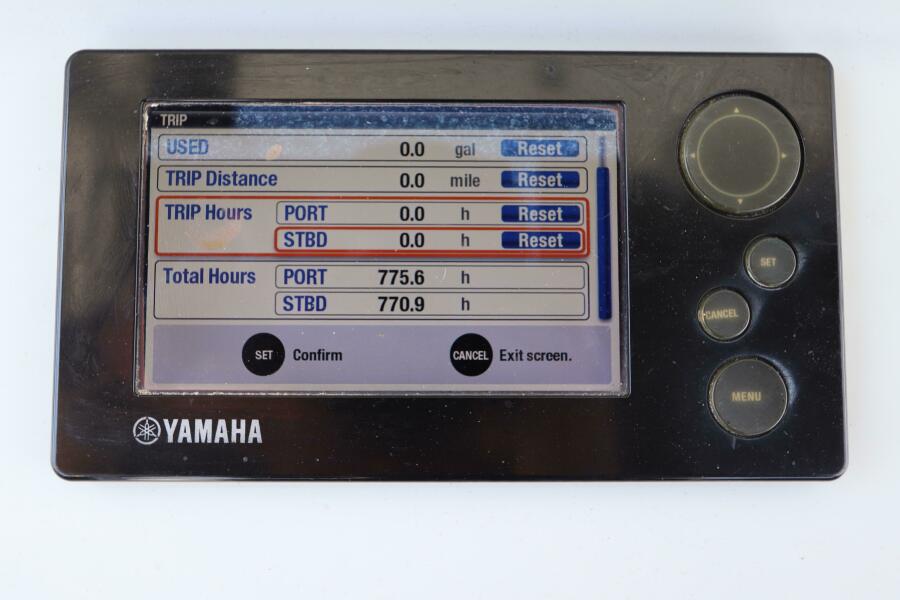 TRIP
USED 0.0 gal Reset
TRIP Distance 0.0 mile Reset
TRIP Hours PORT 0.0 h Reset
STBD 0.0 h Reset
Total Hours PORT 775.6 h
STBD 770.9 h
SET Confirm CANCEL Exit screen.
YAMAHA
SET
CANCEL
MENU